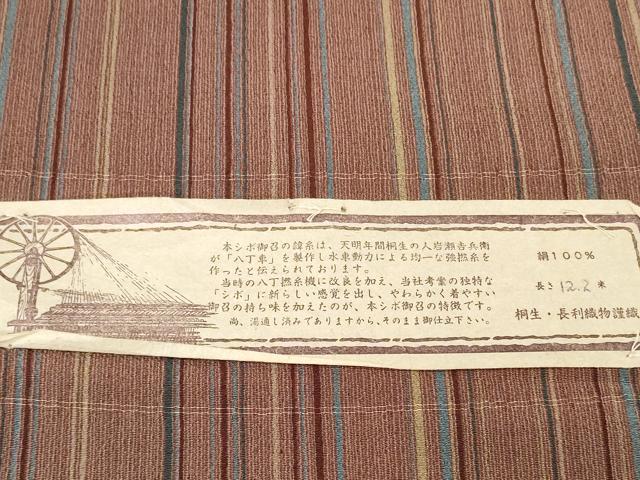 本シボ御召の緯糸は、天明年間桐生の人岩瀬吉兵衛
が「八丁車」を製作し水車動力による均一な強撚糸を
作ったと伝えられております。
当時の八丁撚糸機に改良を加え、当社考案の独特な
「シボ」に新らしい感覚を出し、やわらかく着やすい
御召の持ち味を加えたのが、本シボ御召の特徴です。
尚、湯通し済みでありますから、そのまま御仕立下さい。
絹100%
長さ 12.2 米
桐生・長利織物謹織